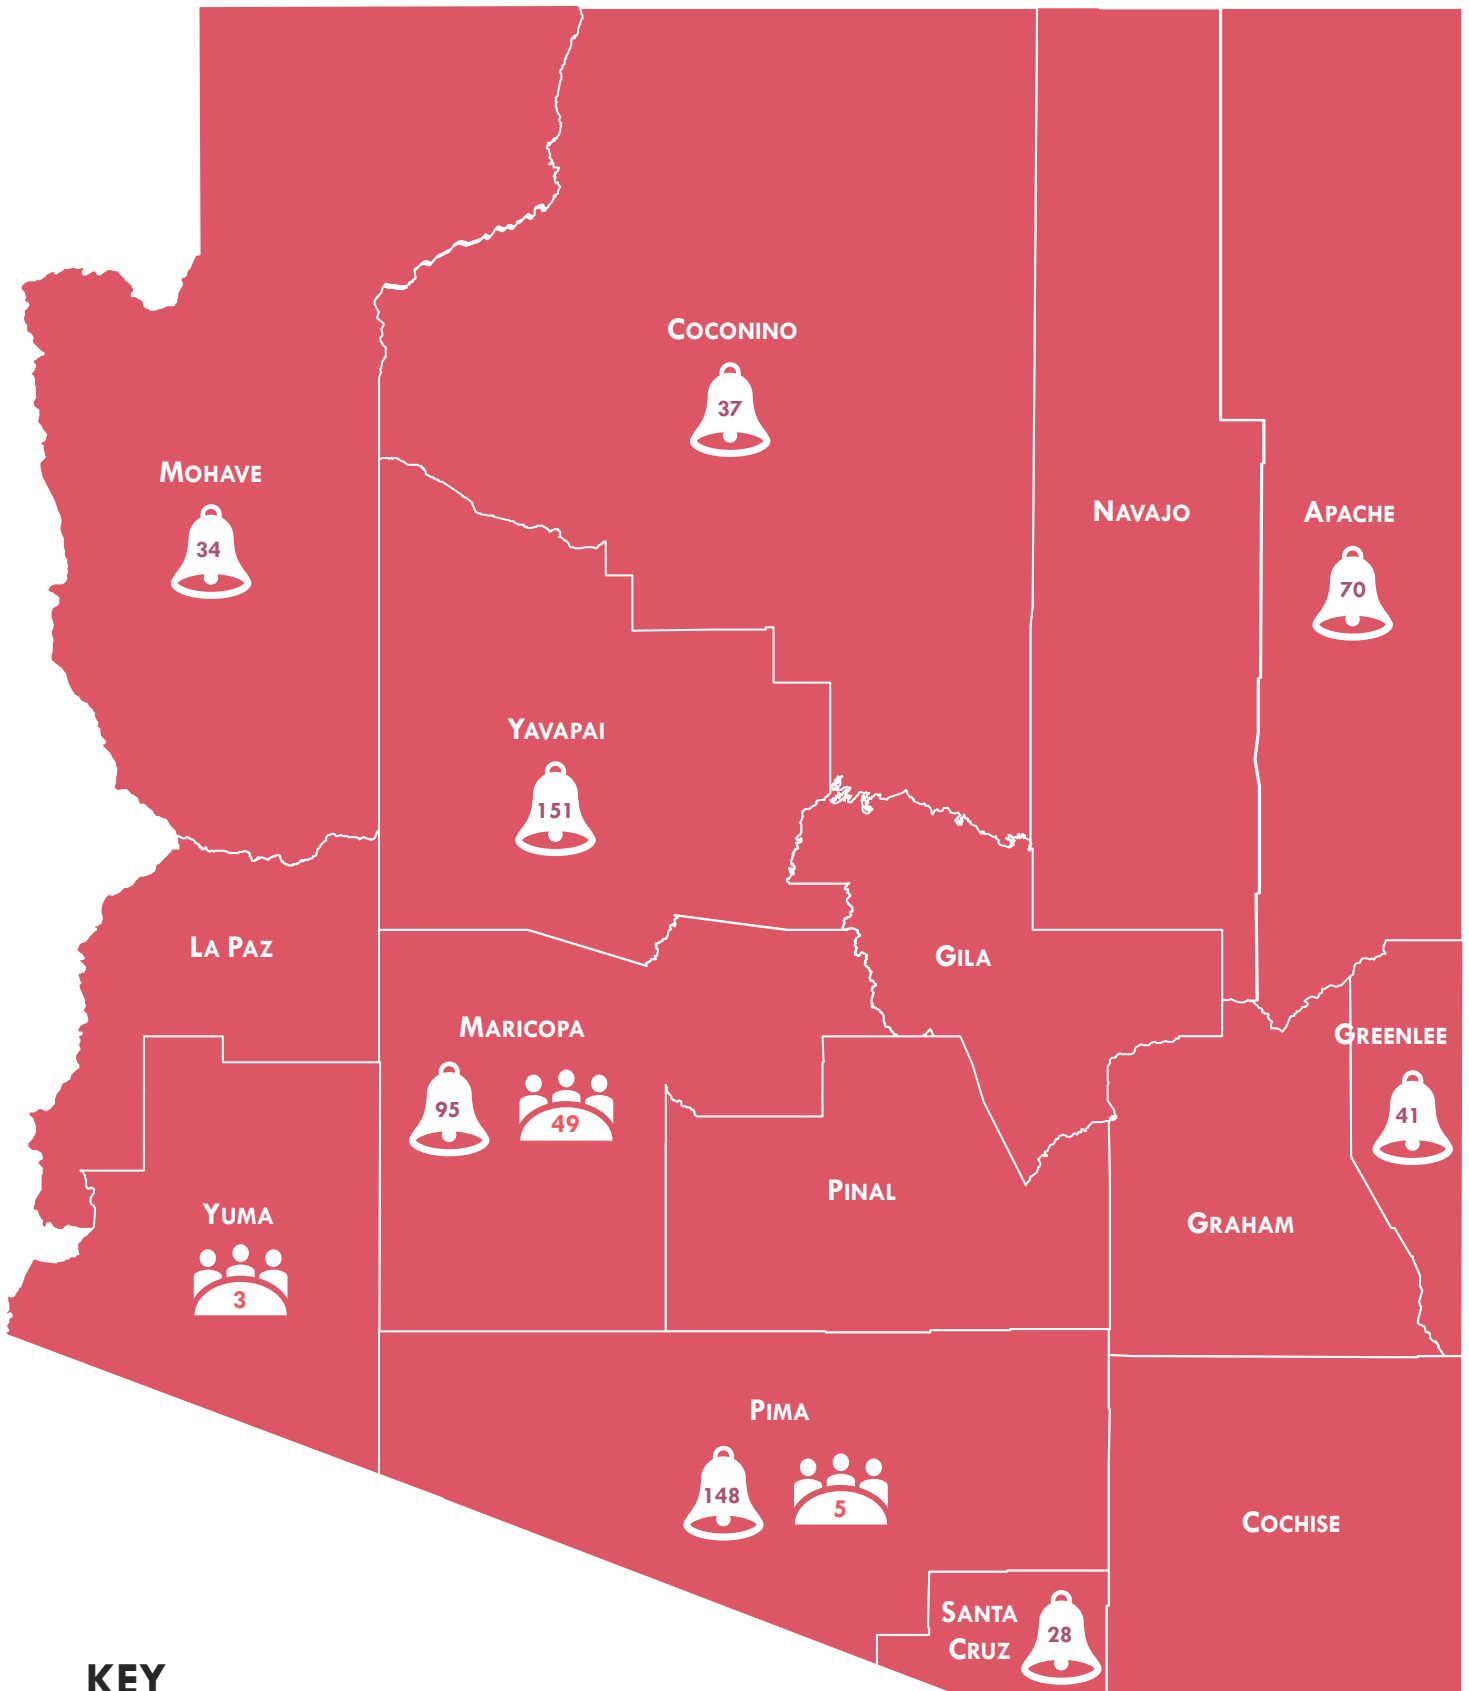 COCONINO
37
MOHAVE
34
NAVAJO
APACHE
70
YAVAPAI
151
LA PAZ
GILA
MARICOPA
95
49
GREENLEE
41
PINAL
YUMA
3
GRAHAM
PIMA
148
5
COCHISE
SANTA
CRUZ
28
KEY